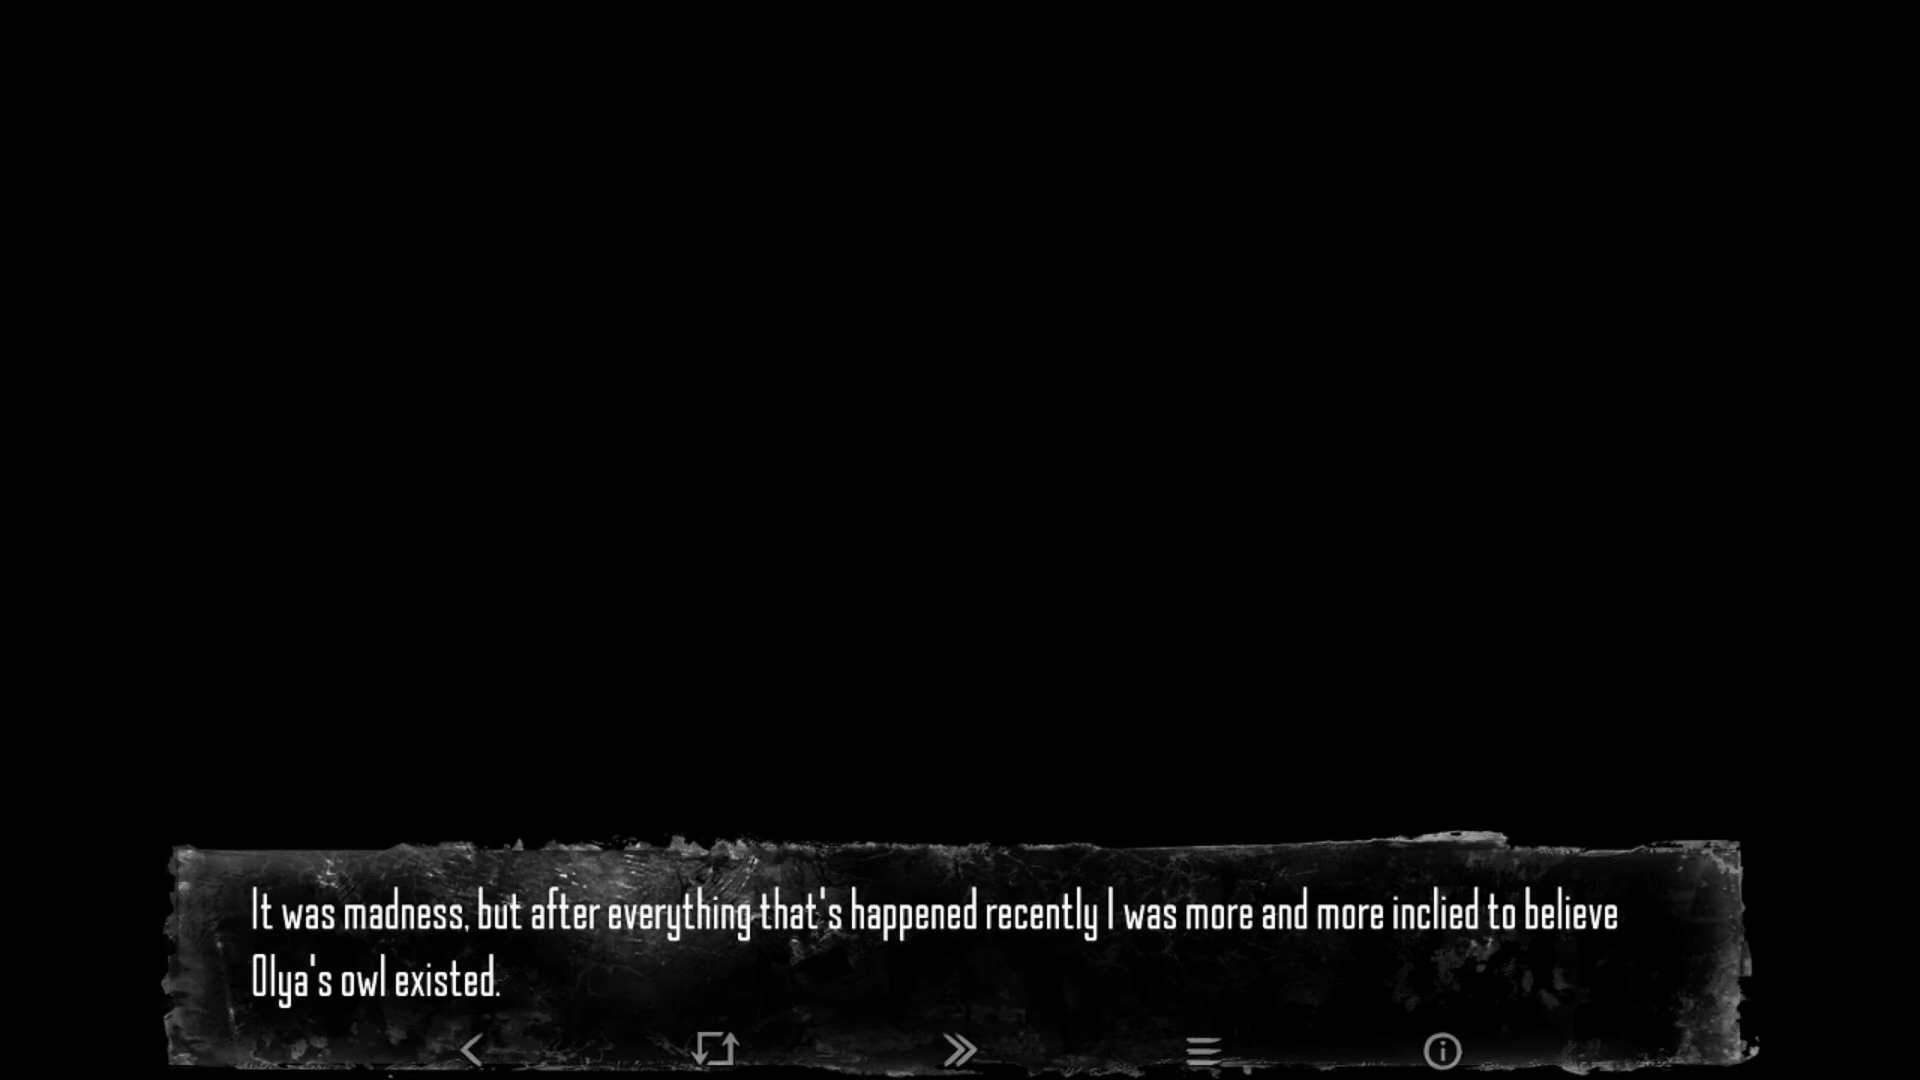 It was madness, but after everything that's happened recently I was more and more inclied to believe
Olya's owl existed.